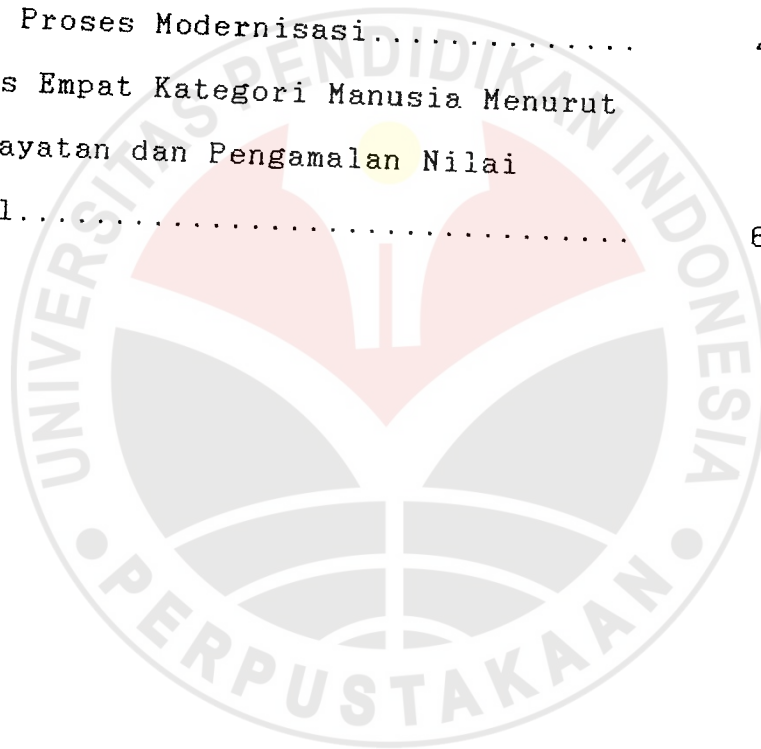 Proses Modernisasi..............
s Empat Kategori Manusia Menurut
ayatan dan Pengamalan Nilai
l................................ 6
UNIVERSITAS PENDIDIKAN INDONESIA
PERPUSTAKAAN